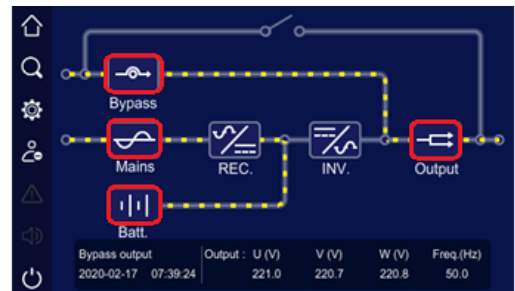 Bypass
Mains
REC.
INV.
Output
Batt.
Bypass output Output : U (V) V (V) W (V) Freq.(Hz)
2020-02-17 07:39:24 221.0 220.7 220.8 50.0